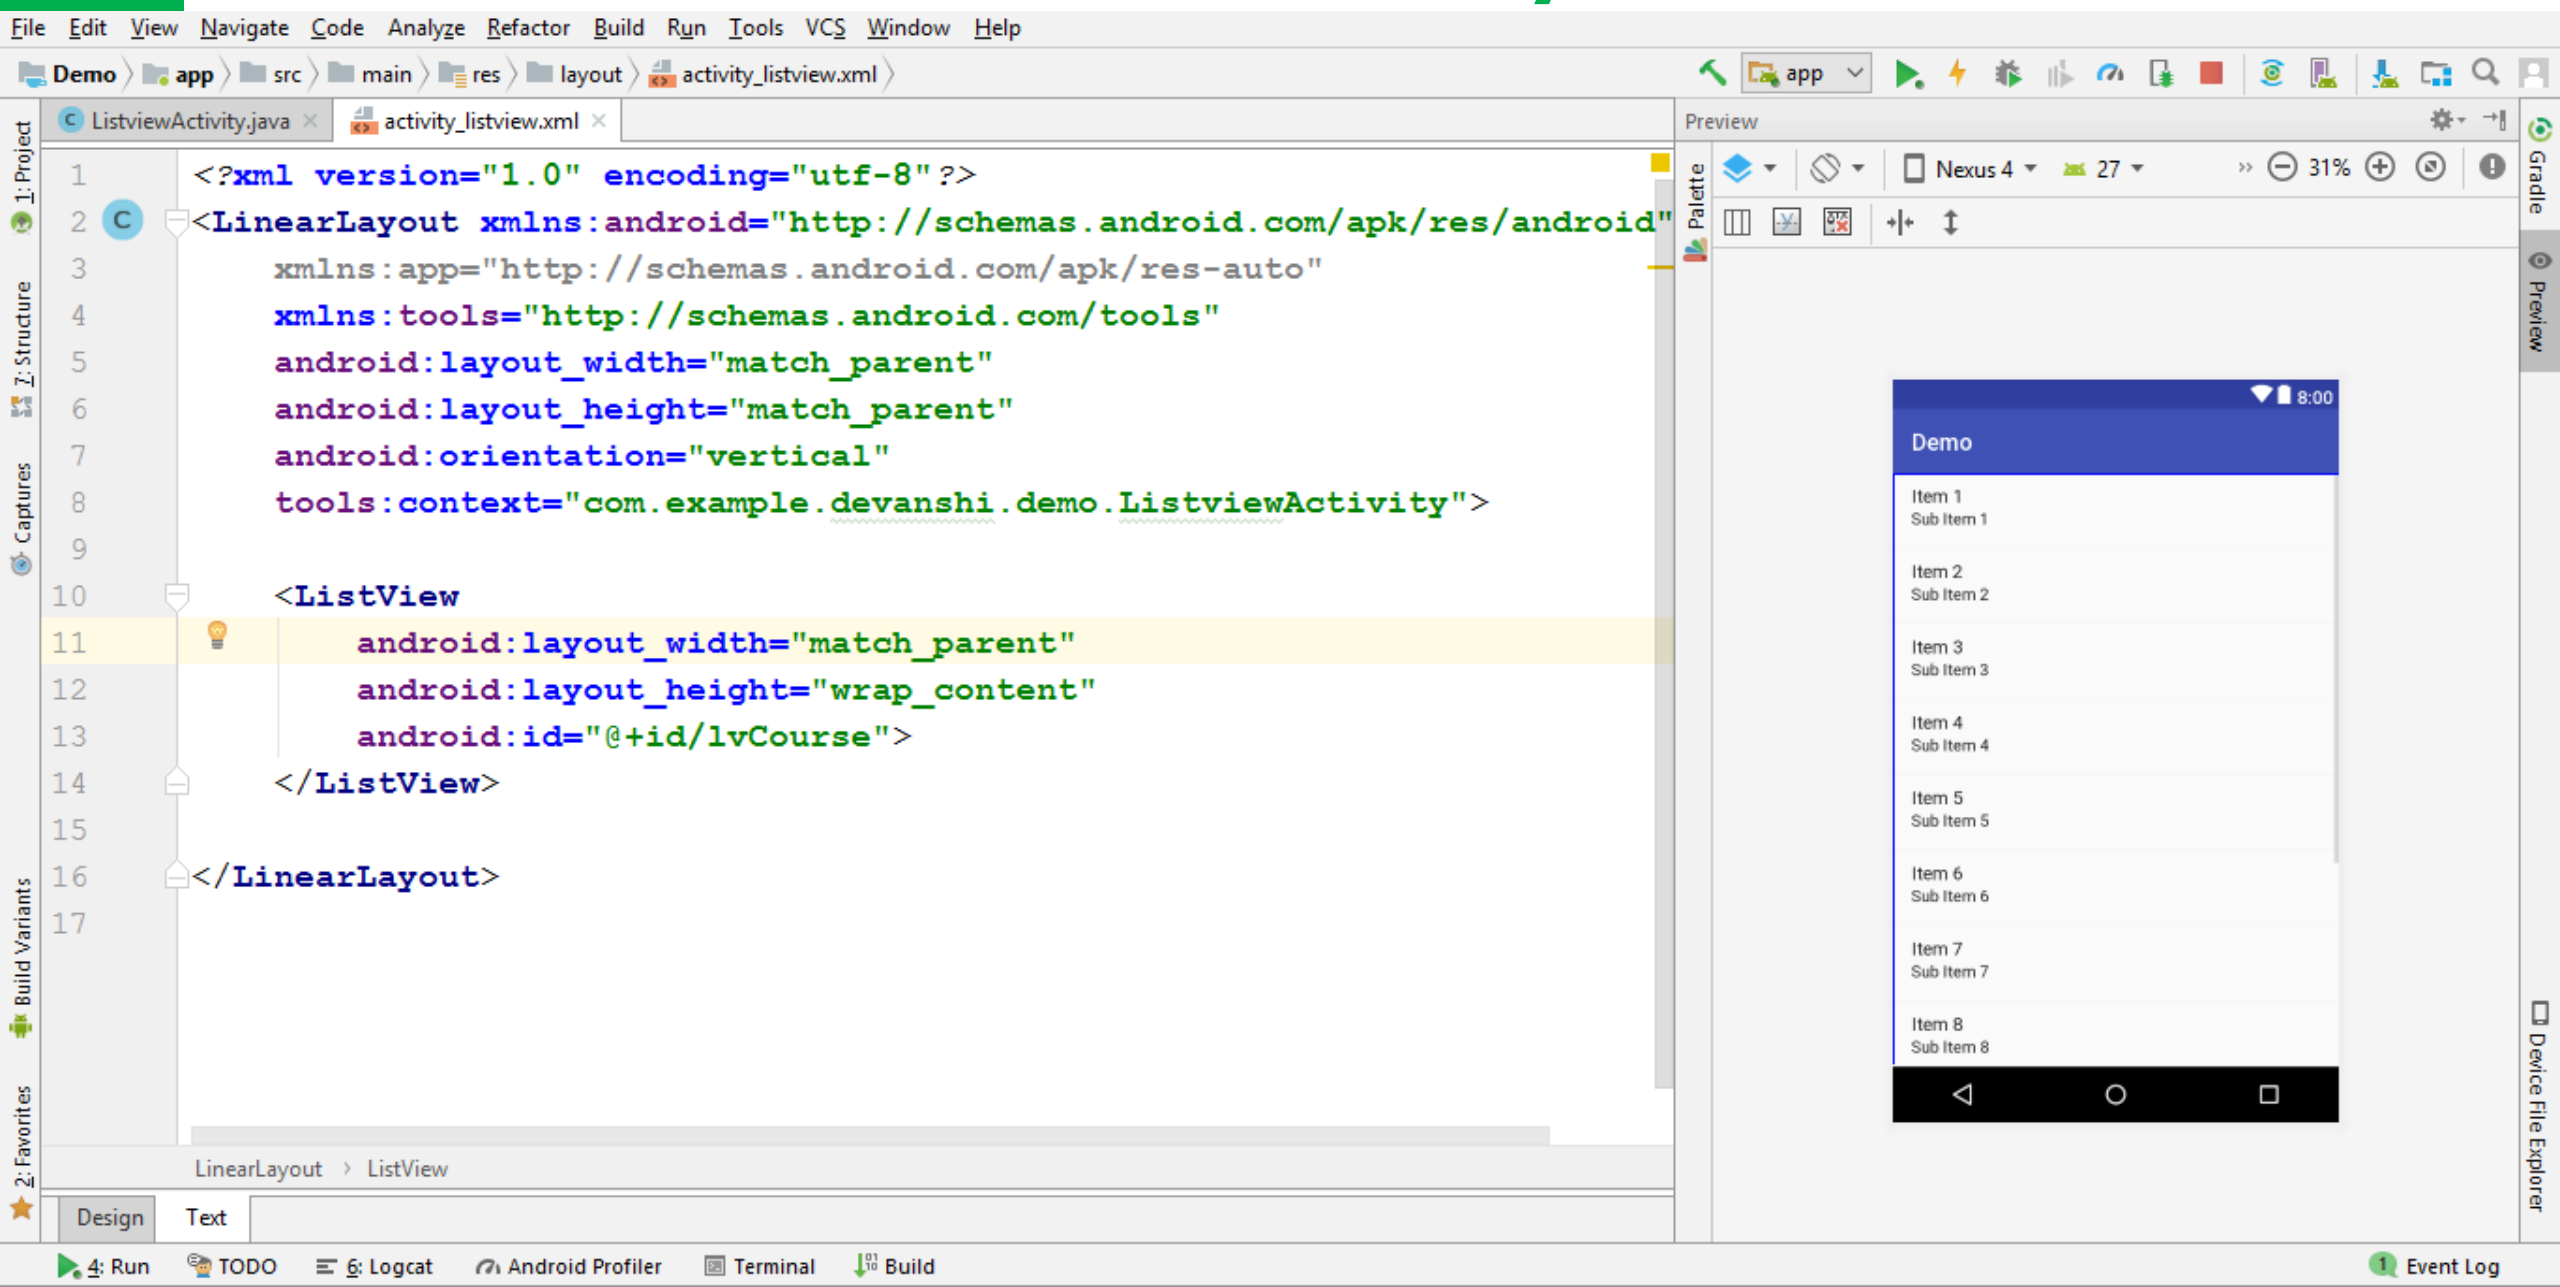 File Edit View Navigate Code Analyze Refactor Build Run Tools VCS Window Help
Demo app src main res layout activity_listview.xml
app
ListviewActivity.java
activity_listview.xml
Preview
1: Project
7: Structure
Captures
Build Variants
2: Favorites
1 <?xml version="1.0" encoding="utf-8"?>
2 C <LinearLayout xmlns:android="http://schemas.android.com/apk/res/android"
3 xmlns:app="http://schemas.android.com/apk/res-auto"
4 xmlns:tools="http://schemas.android.com/tools"
5 android:layout_width="match_parent"
6 android:layout_height="match_parent"
7 android:orientation="vertical"
8 tools:context="com.example.devanshi.demo.ListviewActivity">
9
10 <ListView
11 android:layout_width="match_parent"
12 android:layout_height="wrap_content"
13 android:id="@+id/lvCourse">
14 </ListView>
15
16 </LinearLayout>
17
LinearLayout > ListView
Design Text
Palette
Nexus 4 27 » 31%
8:00
Demo
Item 1
Sub Item 1
Item 2
Sub Item 2
Item 3
Sub Item 3
Item 4
Sub Item 4
Item 5
Sub Item 5
Item 6
Sub Item 6
Item 7
Sub Item 7
Item 8
Sub Item 8
Gradle
Preview
Device File Explorer
4: Run TODO 6: Logcat Android Profiler Terminal Build
1 Event Log